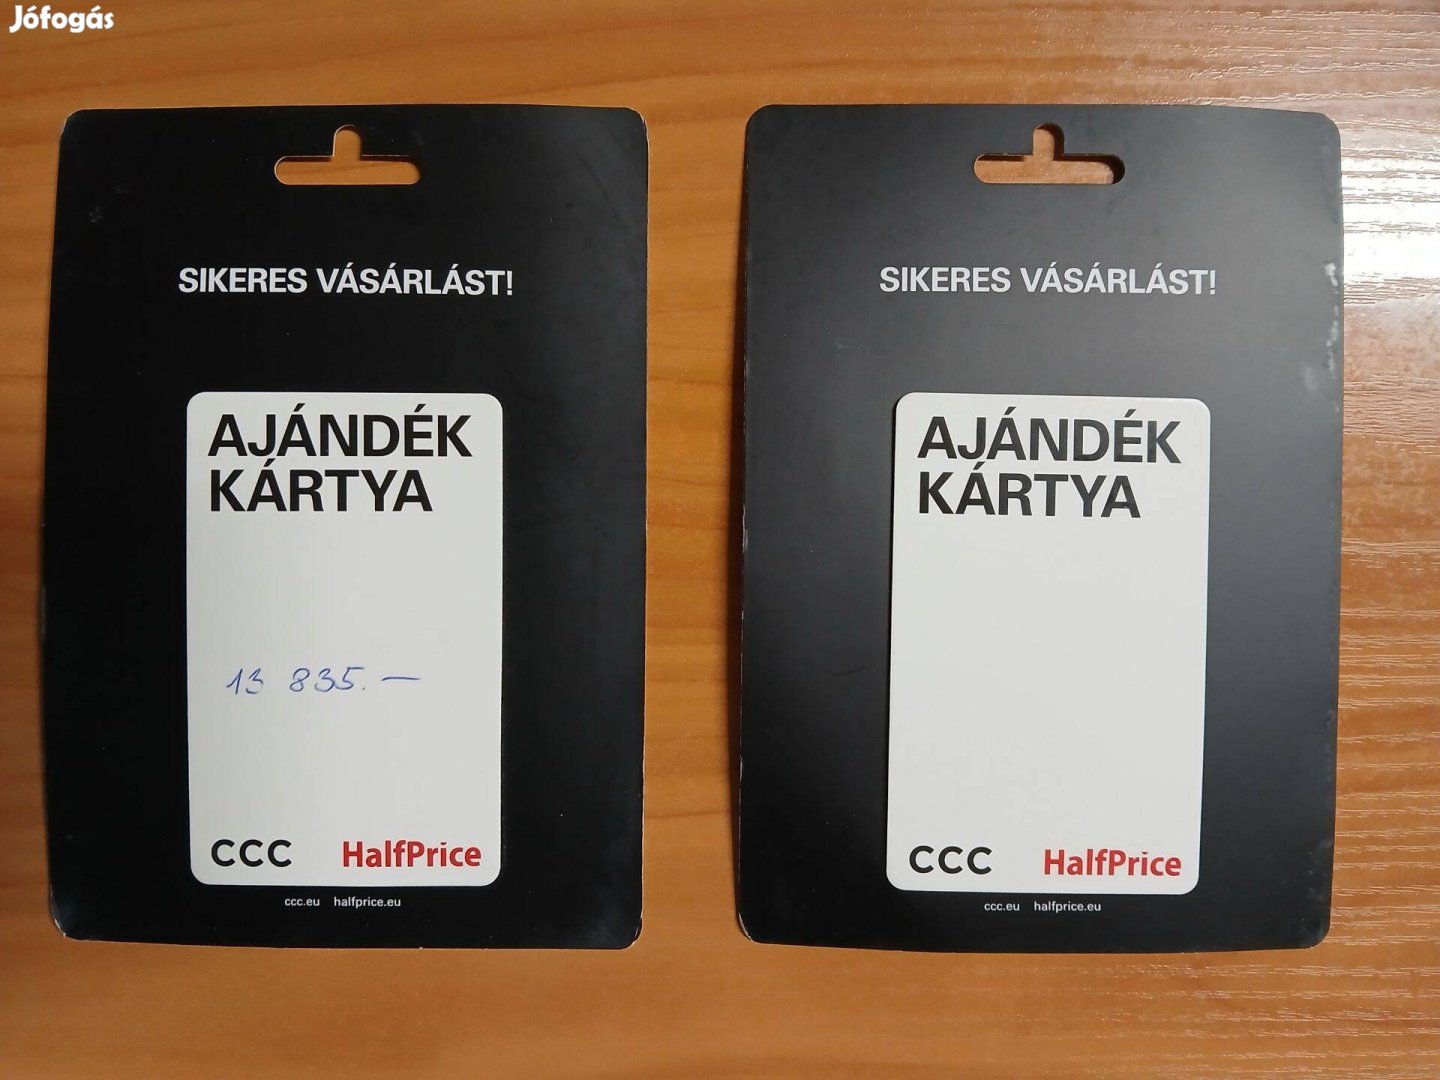 Jófogás
SIKERES VÁSÁRLÁST!
AJÁNDÉK
KÁRTYA
13 835.—
CCC HalfPrice
ccc.eu halfprice.eu
SIKERES VÁSÁRLÁST!
AJÁNDÉK
KÁRTYA
CCC HalfPrice
ccc.eu halfprice.eu